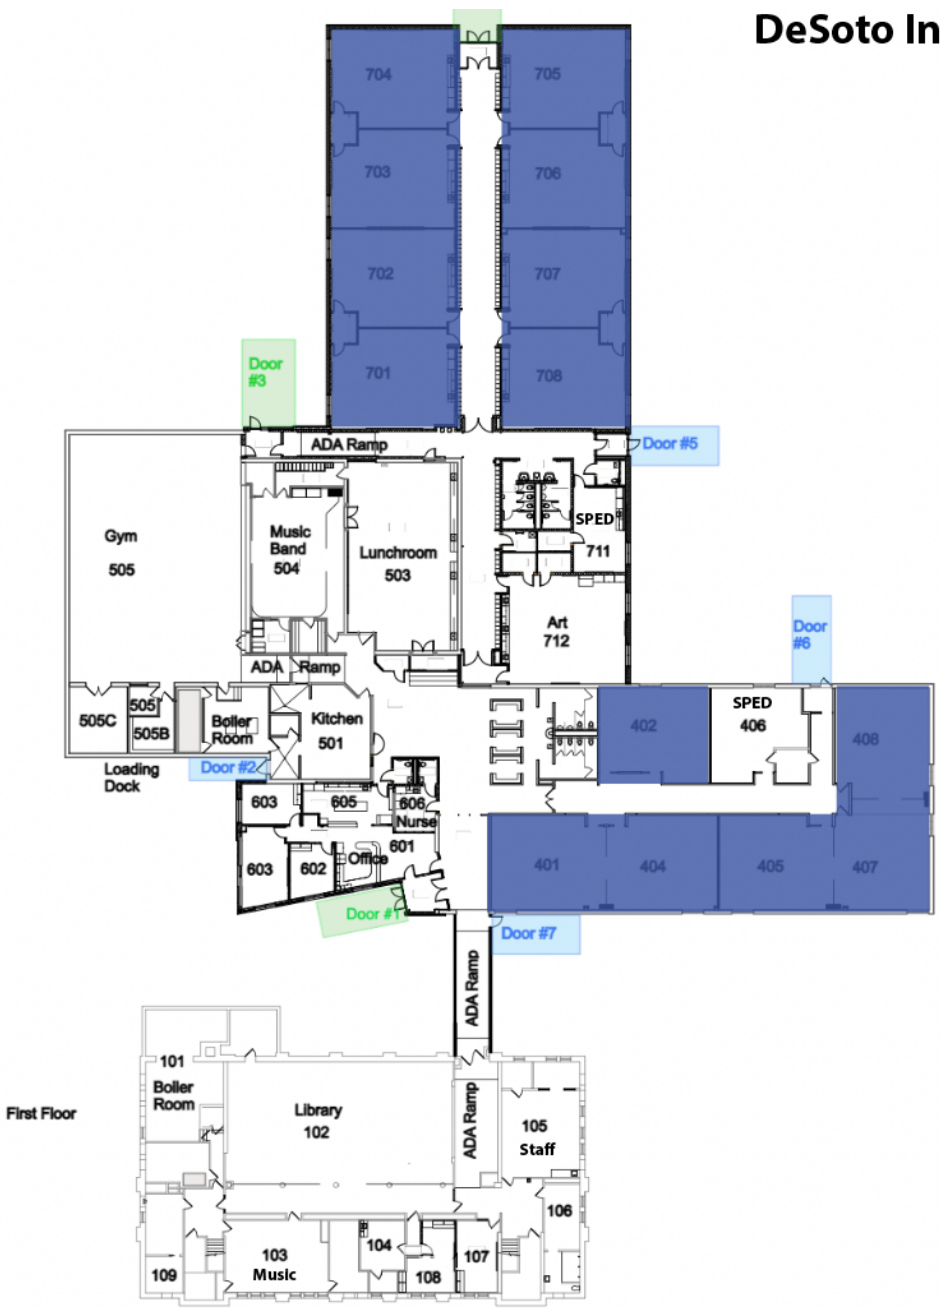 DeSoto In
704
705
703
706
702
707
701
708
Door
#3
ADA Ramp
Door #5
Gym
505
Music
Band
504
Lunchroom
503
SPED
711
Art
712
Door
#6
ADA
Ramp
505C
505
505B
Boiler
Room
Kitchen
501
402
SPED
406
408
Loading
Dock
Door #2
603
605
606
Nurse
601
Office
603
602
401
404
405
407
Door #1
Door #7
ADA Ramp
101
Boiler
Room
First Floor
Library
102
ADA Ramp
105
Staff
106
103
Music
104
107
108
109